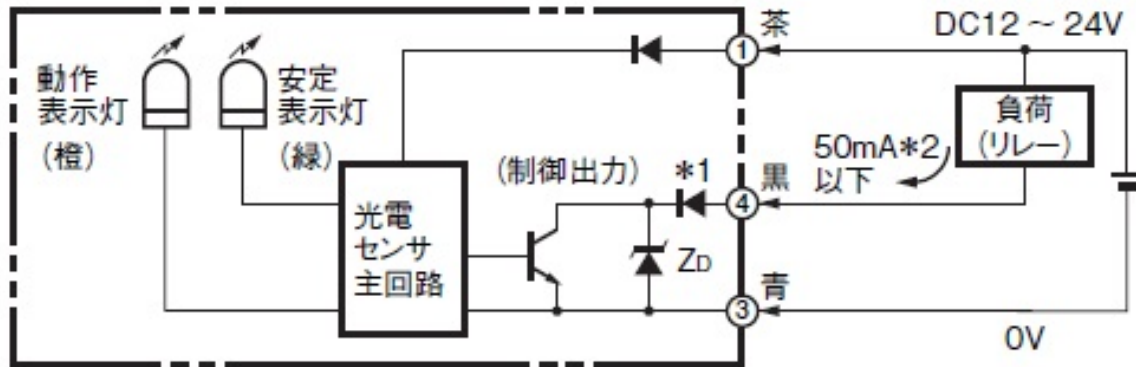 動作
表示灯
(橙)
安定
表示灯
(緑)
光電
センサ
主回路
(制御出力)
*1
ZD
1
茶
DC12 ~ 24V
負荷
(リレー)
50mA*2
以下
4
黒
3
青
0V